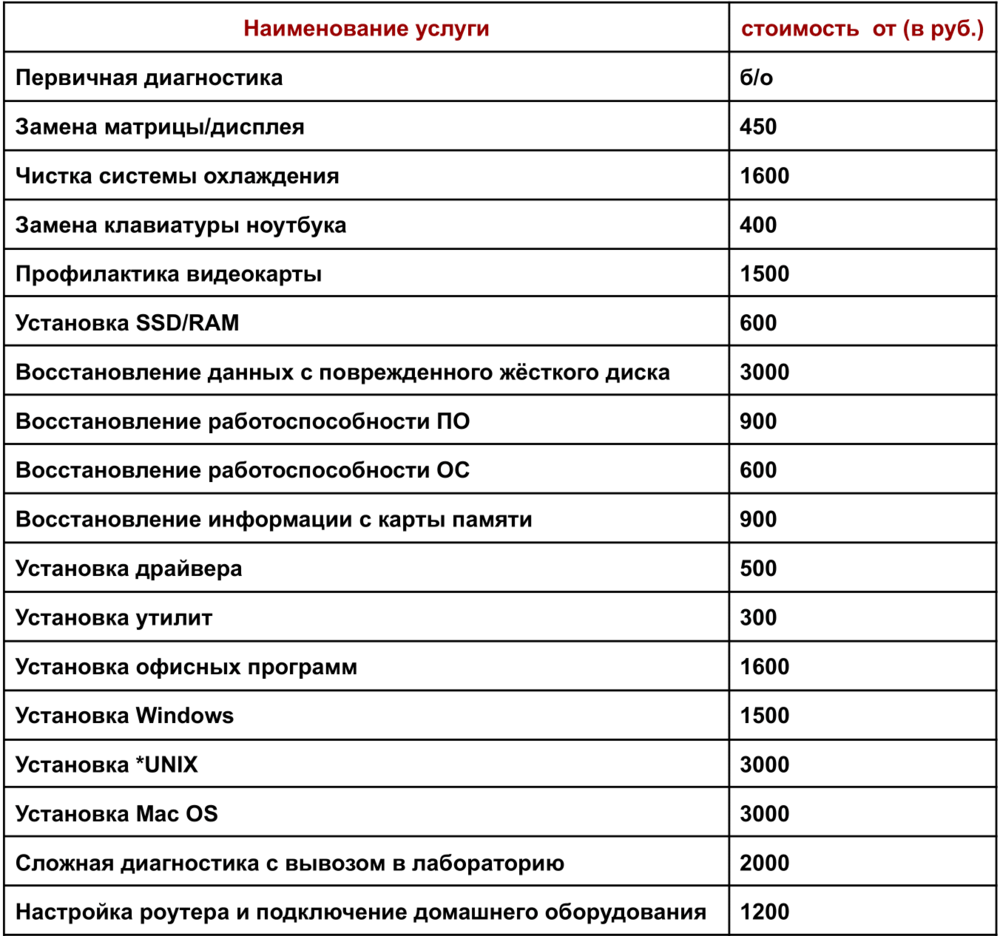 Наименование услуги стоимость от (в руб.)
Первичная диагностика б/о
Замена матрицы/дисплея 450
Чистка системы охлаждения 1600
Замена клавиатуры ноутбука 400
Профилактика видеокарты 1500
Установка SSD/RAM 600
Восстановление данных с поврежденного жёсткого диска 3000
Восстановление работоспособности ПО 900
Восстановление работоспособности ОС 600
Восстановление информации с карты памяти 900
Установка драйвера 500
Установка утилит 300
Установка офисных программ 1600
Установка Windows 1500
Установка *UNIX 3000
Установка Mac OS 3000
Сложная диагностика с вывозом в лабораторию 2000
Настройка роутера и подключение домашнего оборудования 1200